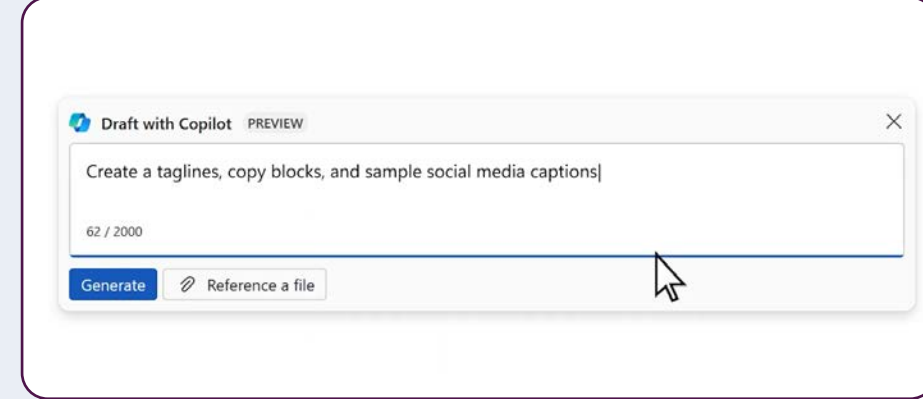 Draft with Copilot PREVIEW
Create a taglines, copy blocks, and sample social media captions
62 / 2000
Generate Reference a file